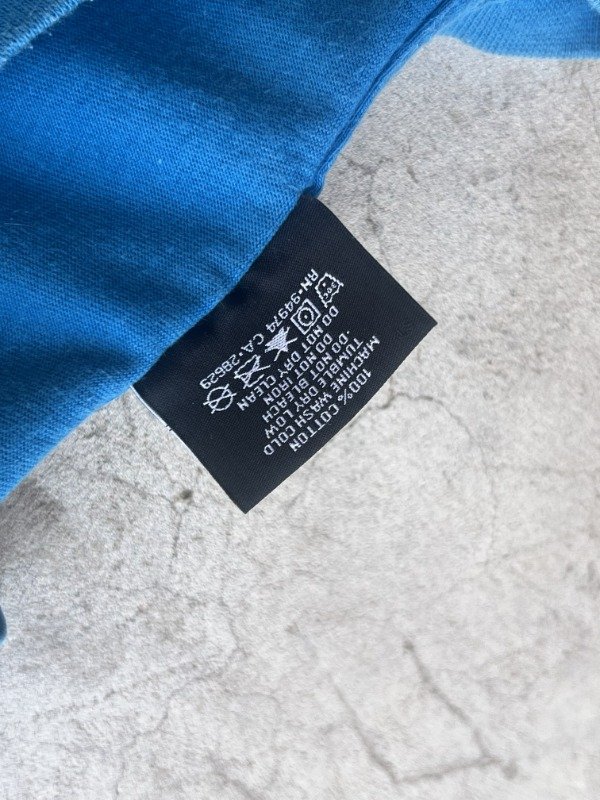 100% COTTON
MACHINE WASH COLD
TUMBLE DRY LOW
·DO NOT BLEACH
DO NOT IRON
DO NOT DRY CLEAN
RN·94974 CA·28629